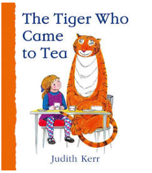 The Tiger Who
Came
to Tea
Judith Kerr